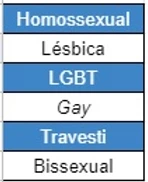 Homossexual
Lésbica
LGBT
Gay
Travesti
Bissexual